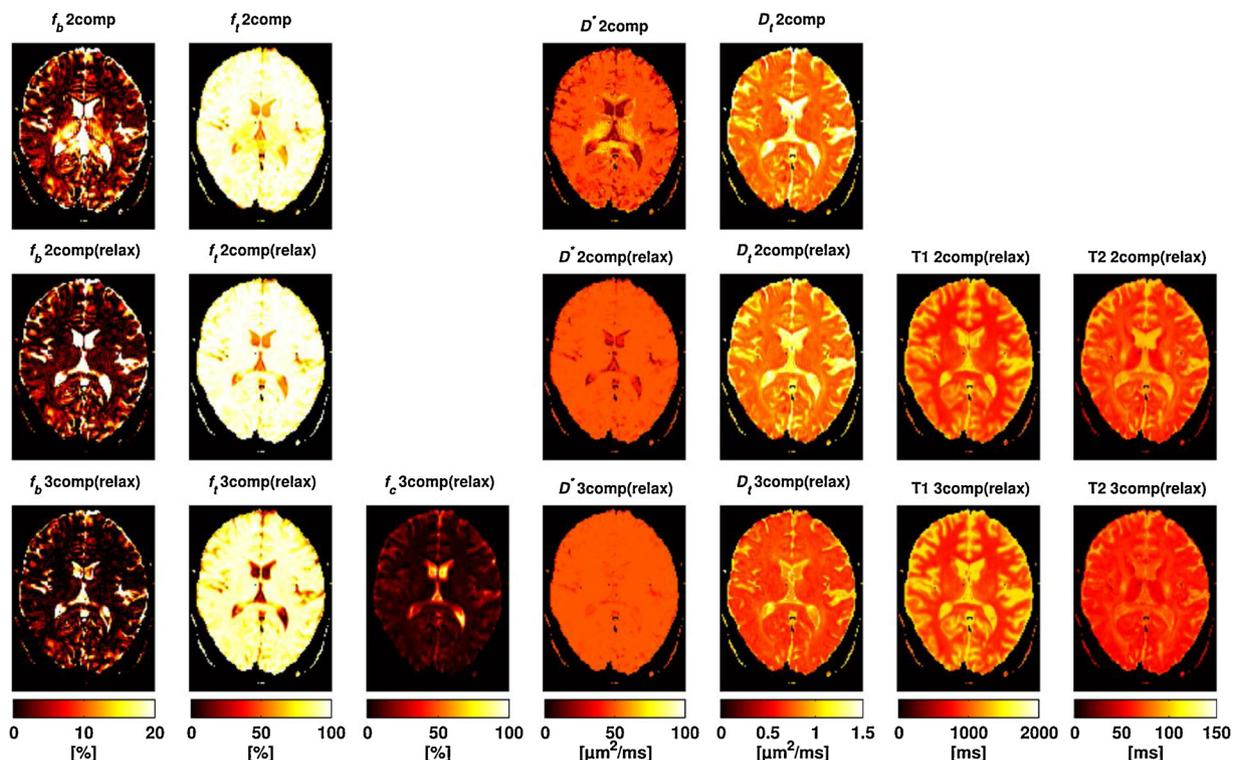 f_b 2comp f_t 2comp D* 2comp D_t 2comp
f_b 2comp(relax) f_t 2comp(relax) D* 2comp(relax) D_t 2comp(relax) T1 2comp(relax) T2 2comp(relax)
f_b 3comp(relax) f_t 3comp(relax) f_c 3comp(relax) D* 3comp(relax) D_t 3comp(relax) T1 3comp(relax) T2 3comp(relax)
0 10 20 0 50 100 0 50 100 0 50 100 0 0.5 1 1.5 0 1000 2000 0 50 100 150
[%] [%] [%] [µm²/ms] [µm²/ms] [ms] [ms]